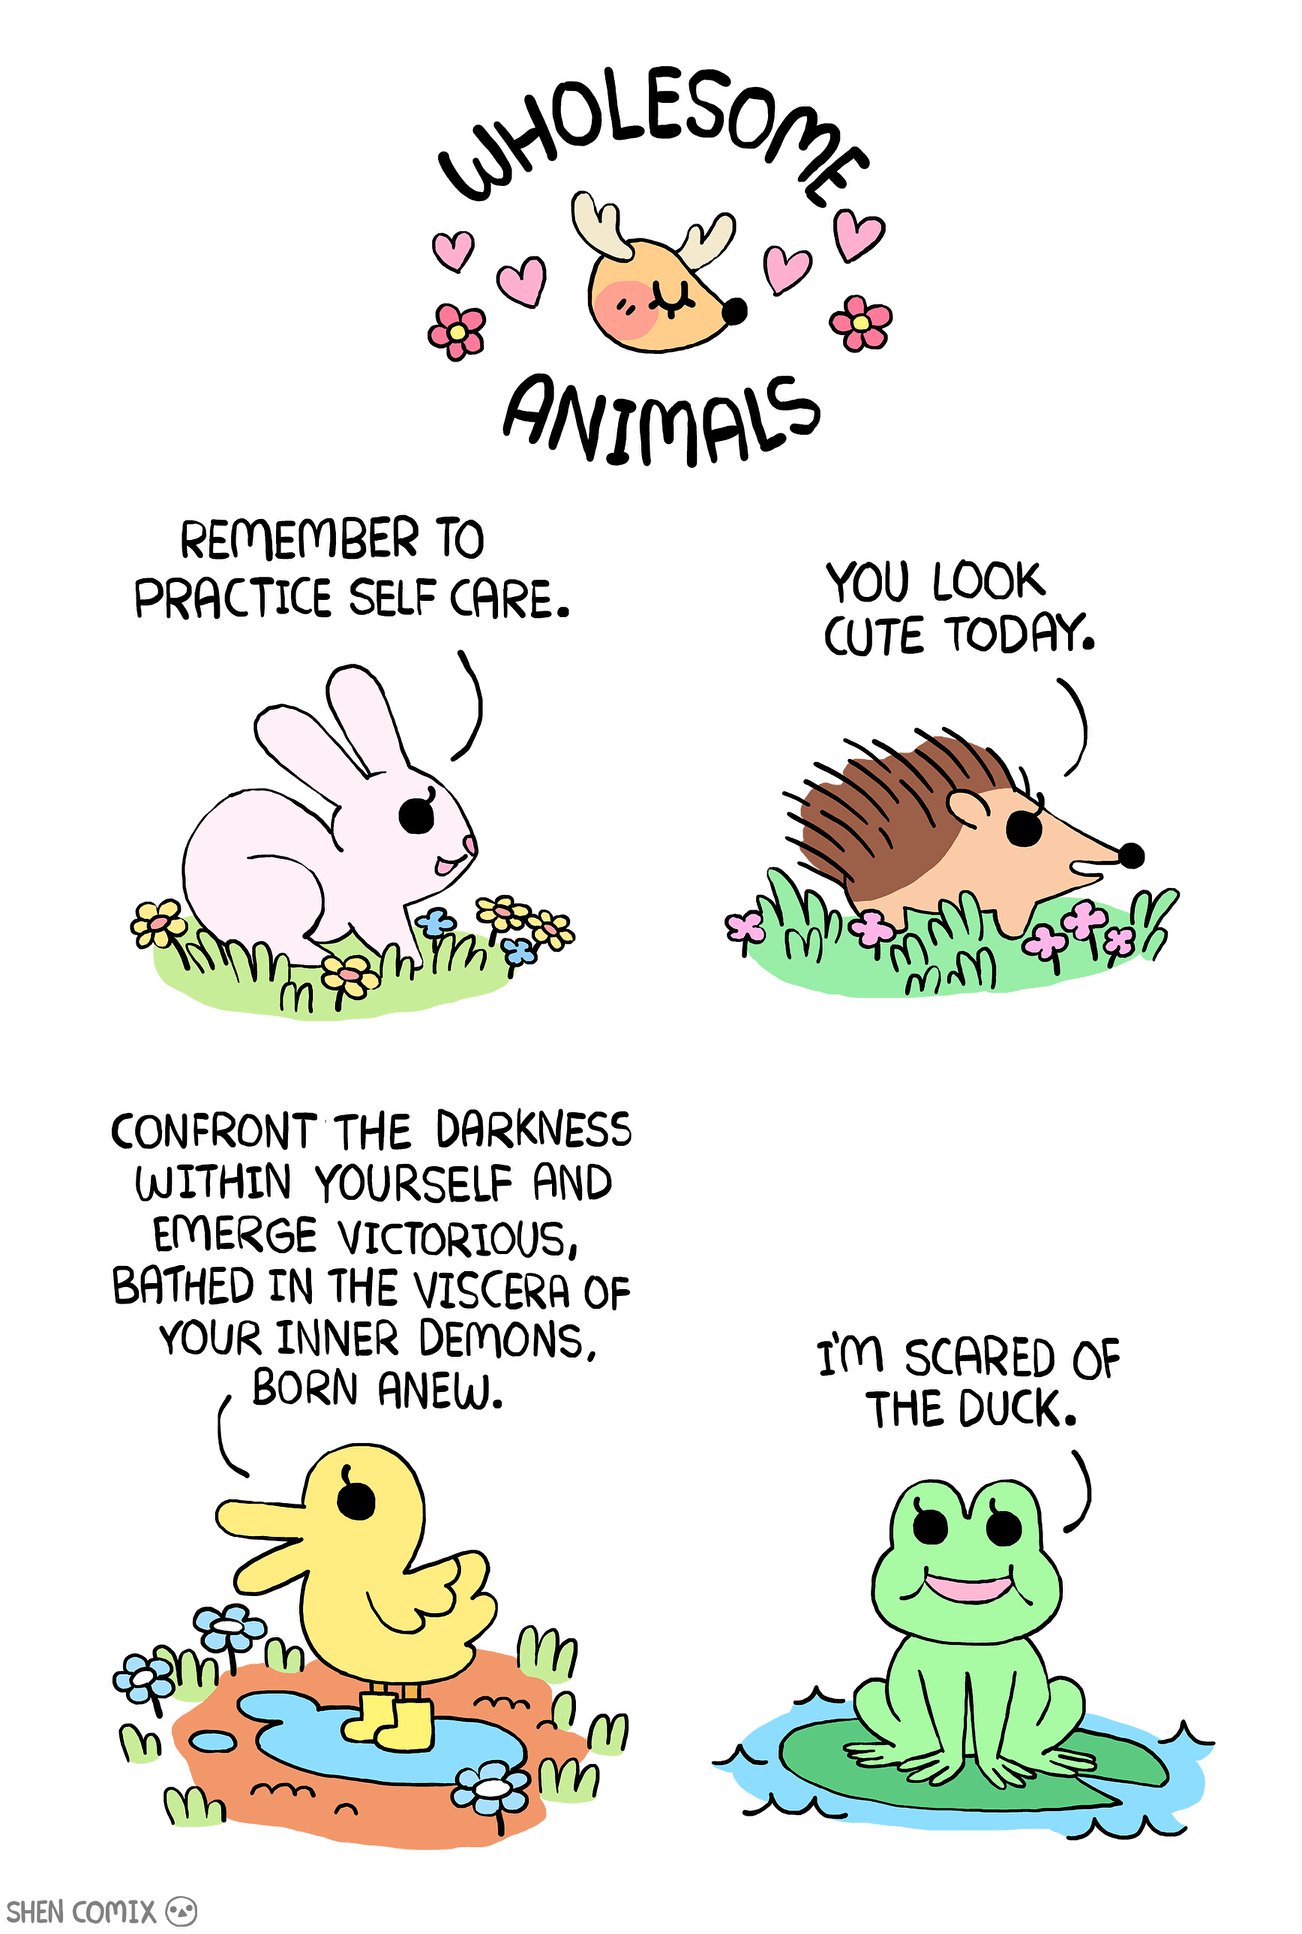 WHOLESOME
ANIMALS
REMEMBER TO
PRACTICE SELF CARE.
YOU LOOK
CUTE TODAY.
CONFRONT THE DARKNESS
WITHIN YOURSELF AND
EMERGE VICTORIOUS,
BATHED IN THE VISCERA OF
YOUR INNER DEMONS,
BORN ANEW.
I'M SCARED OF
THE DUCK.
SHEN COMIX